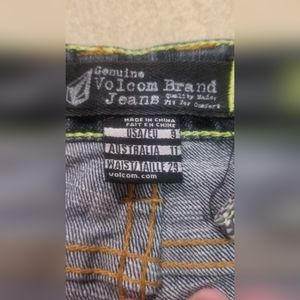 Genuine
Volcom Brand
Jeans
Quality Made,
Fit For Comfort
MADE IN CHINA
FAIT EN CHINE
USA/EU 9
AUSTRALIA 11
WAIST/TAILLE 29
volcom.com